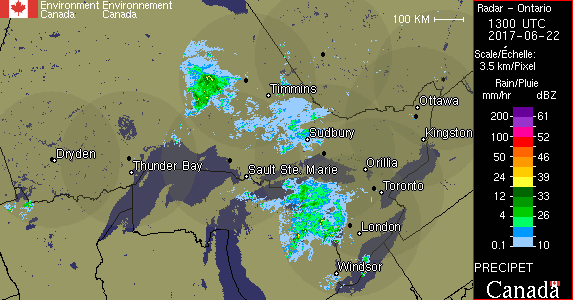 Environment Environnement
Canada Canada
100 KM
Timmins
Ottawa
Sudbury
Kingston
Dryden
Thunder Bay
Sault Ste. Marie
Orillia
Toronto
London
Windsor
Radar - Ontario
1300 UTC
2017-06-22
Scale/Échelle:
3.5 km/Pixel
Rain/Pluie
mm/hr dBZ
200 61
100 52
50 46
24 39
12 33
4 26
0.1 10
PRECIPET
Canada